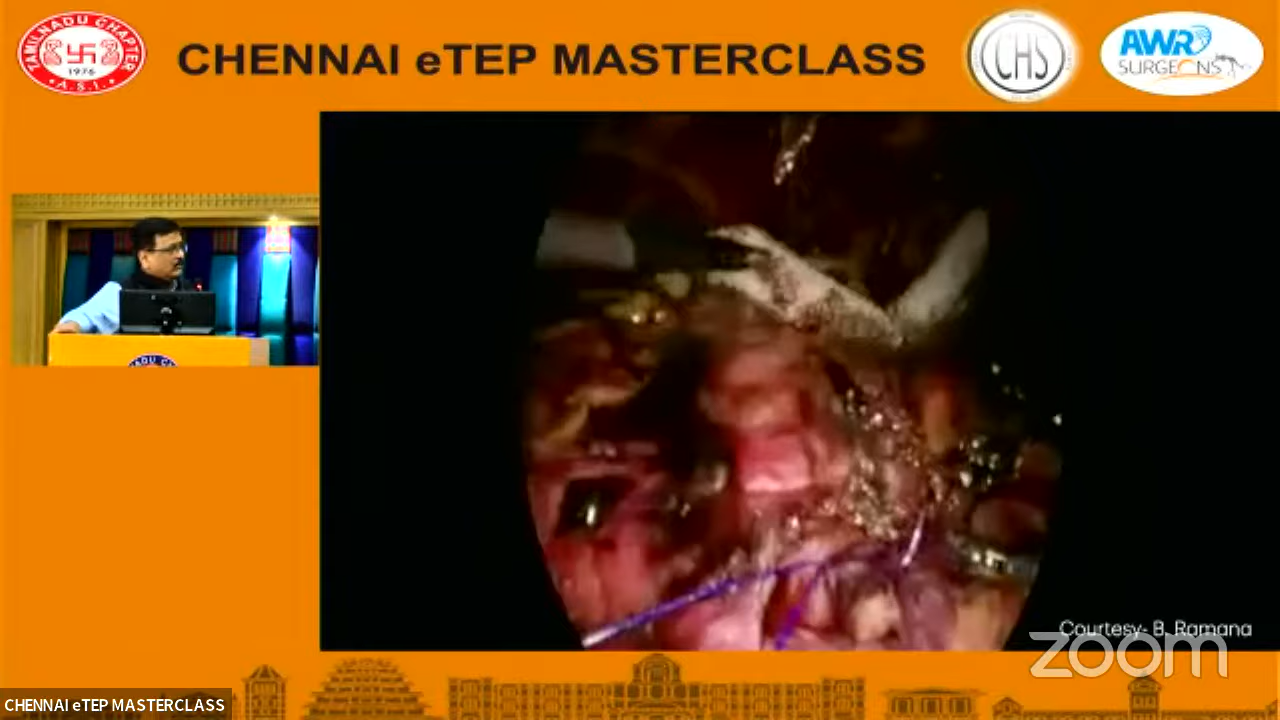 TAMILNADU CHAPTER
1976
A.S.I.
CHENNAI eTEP MASTERCLASS
CHS
AWR
SURGEONS
Courtesy- B. Ramana
zoom
CHENNAI eTEP MASTERCLASS